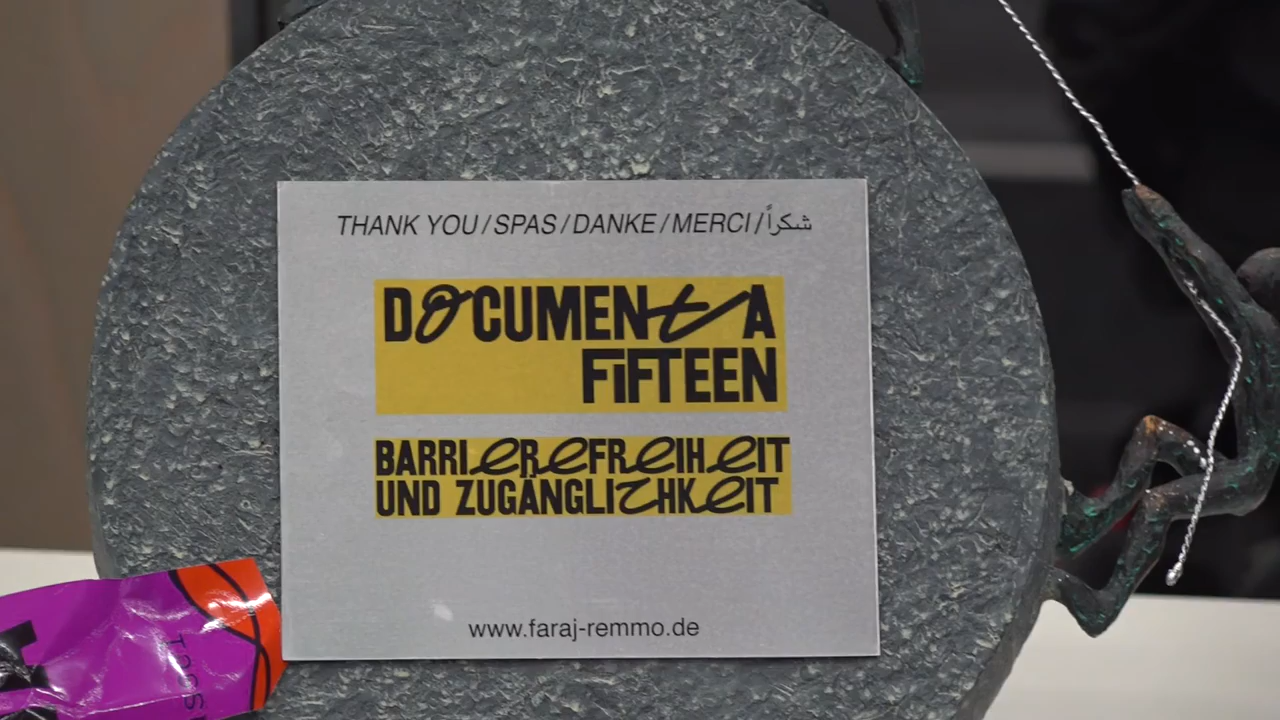 THANK YOU / SPAS / DANKE / MERCI / شكراً
DOCUMENTA
FIFTEEN
BARRIEREFREIHEIT
UND ZUGÄNGLICHKEIT
www.faraj-remmo.de